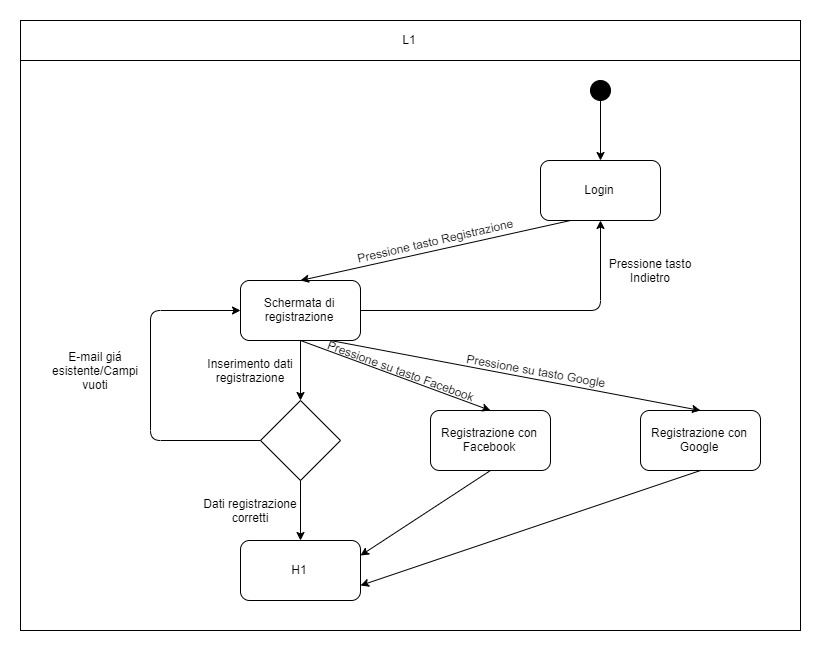 L1
Login
Pressione tasto Registrazione
Pressione tasto
Indietro
Schermata di
registrazione
E-mail giá
esistente/Campi
vuoti
Inserimento dati
registrazione
Pressione su tasto Facebook
Pressione su tasto Google
Registrazione con
Facebook
Registrazione con
Google
Dati registrazione
corretti
H1